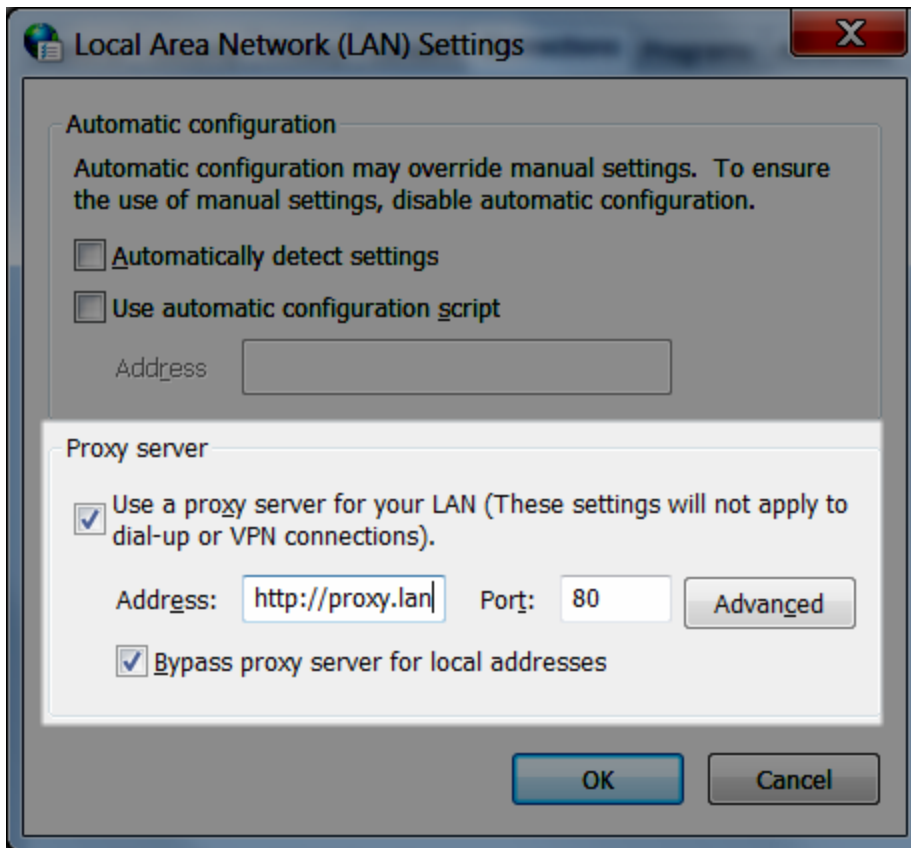 Local Area Network (LAN) Settings
X
Automatic configuration
Automatic configuration may override manual settings. To ensure
the use of manual settings, disable automatic configuration.
Automatically detect settings
Use automatic configuration script
Address
Proxy server
Use a proxy server for your LAN (These settings will not apply to
dial-up or VPN connections).
Address: http://proxy.lan Port: 80 Advanced
Bypass proxy server for local addresses
OK Cancel